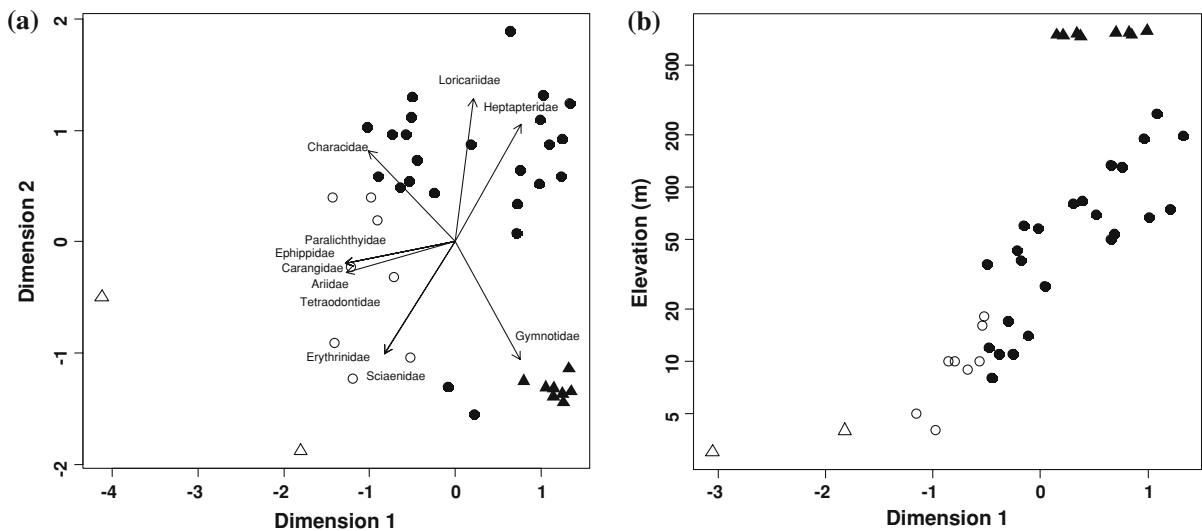 (a)
2
1
0
-1
-2
Dimension 2
Loricariidae
Heptapteridae
Characidae
Paralichthyidae
Ephippidae
Carangidae
Ariidae
Tetraodontidae
Gymnotidae
Erythrinidae
Sciaenidae
-4 -3 -2 -1 0 1
Dimension 1
(b)
500
200
100
50
20
10
5
Elevation (m)
-3 -2 -1 0 1
Dimension 1